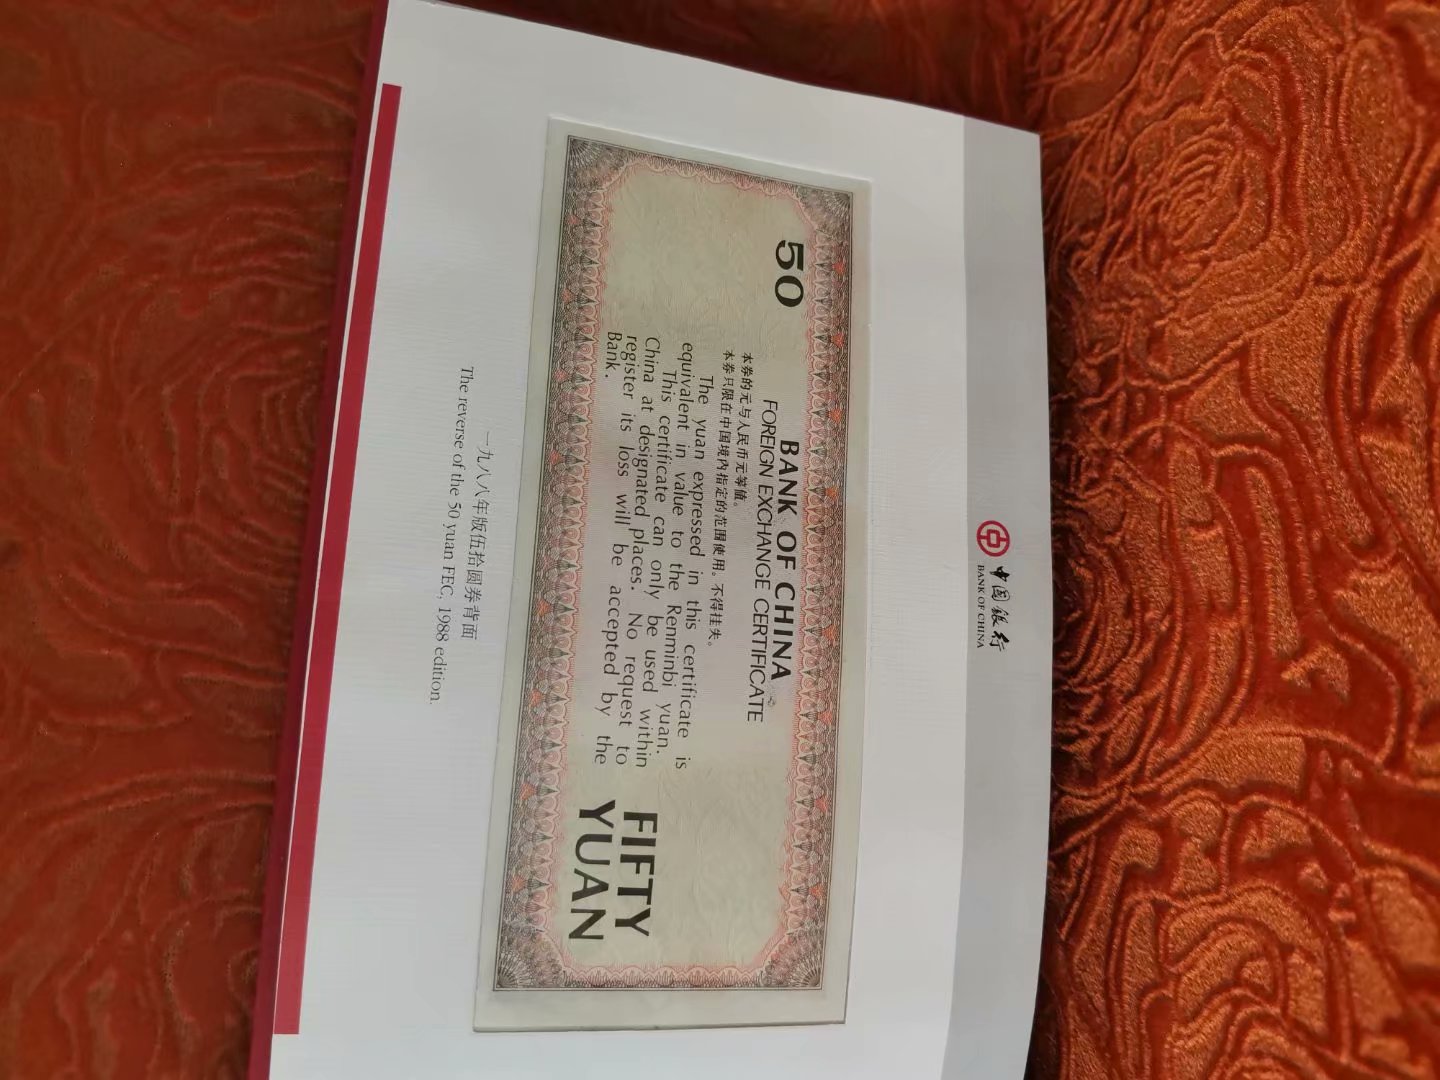 中国银行
BANK OF CHINA
50
BANK OF CHINA
FOREIGN EXCHANGE CERTIFICATE
本券的元与人民币元等值。
本券只限在中国境内指定的范围使用。不得挂失。
The yuan expressed in this certificate is
equivalent in value to the Renminbi yuan.
This certificate can only be used within
China at designated places. No request to
register its loss will be accepted by the
Bank.
FIFTY
YUAN
一九八八年版伍拾圆券背面
The reverse of the 50 yuan FEC, 1988 edition.